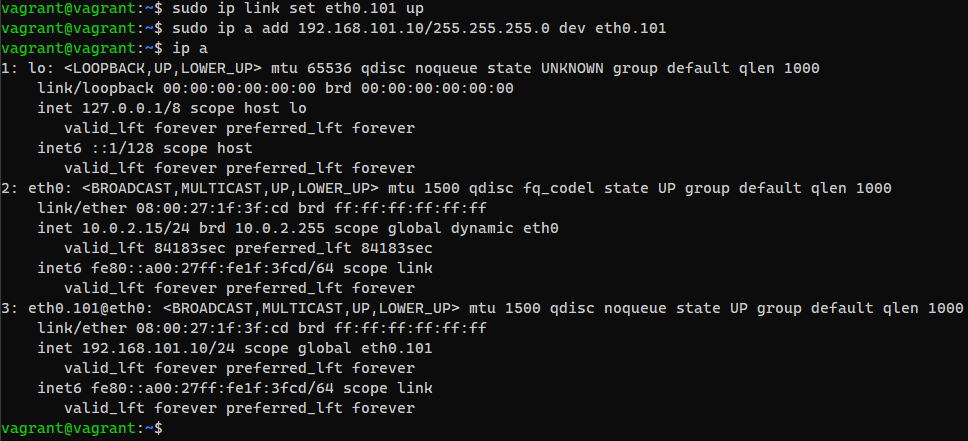 vagrant@vagrant:~$ sudo ip link set eth0.101 up
vagrant@vagrant:~$ sudo ip a add 192.168.101.10/255.255.255.0 dev eth0.101
vagrant@vagrant:~$ ip a
1: lo: <LOOPBACK,UP,LOWER_UP> mtu 65536 qdisc noqueue state UNKNOWN group default qlen 1000
    link/loopback 00:00:00:00:00:00 brd 00:00:00:00:00:00
    inet 127.0.0.1/8 scope host lo
       valid_lft forever preferred_lft forever
    inet6 ::1/128 scope host
       valid_lft forever preferred_lft forever
2: eth0: <BROADCAST,MULTICAST,UP,LOWER_UP> mtu 1500 qdisc fq_codel state UP group default qlen 1000
    link/ether 08:00:27:1f:3f:cd brd ff:ff:ff:ff:ff:ff
    inet 10.0.2.15/24 brd 10.0.2.255 scope global dynamic eth0
       valid_lft 84183sec preferred_lft 84183sec
    inet6 fe80::a00:27ff:fe1f:3fcd/64 scope link
       valid_lft forever preferred_lft forever
3: eth0.101@eth0: <BROADCAST,MULTICAST,UP,LOWER_UP> mtu 1500 qdisc noqueue state UP group default qlen 1000
    link/ether 08:00:27:1f:3f:cd brd ff:ff:ff:ff:ff:ff
    inet 192.168.101.10/24 scope global eth0.101
       valid_lft forever preferred_lft forever
    inet6 fe80::a00:27ff:fe1f:3fcd/64 scope link
       valid_lft forever preferred_lft forever
vagrant@vagrant:~$